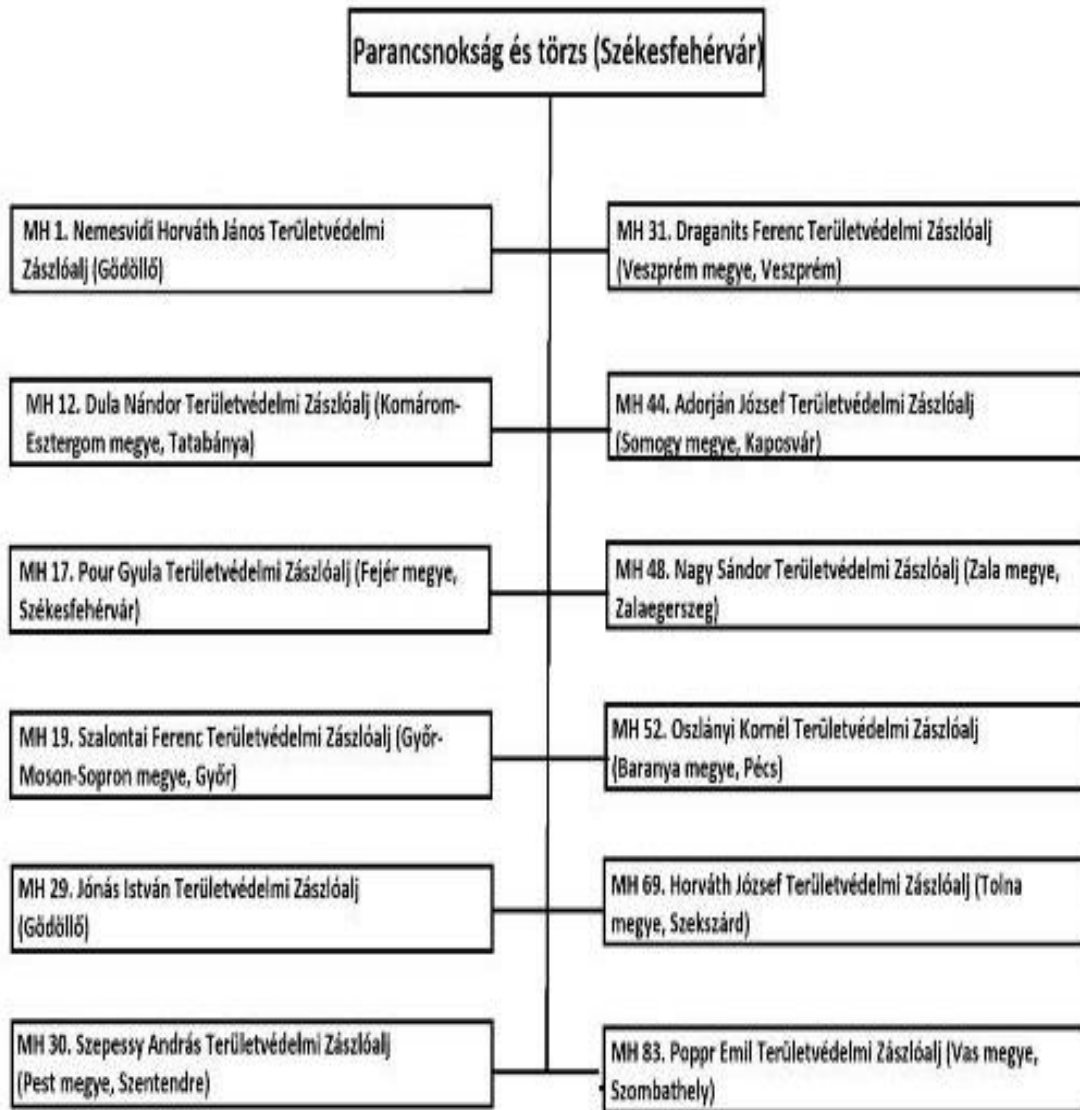 Parancsnokság és törzs (Székesfehérvár)
MH 1. Nemesvidi Horváth János Területvédelmi
Zászlóalj (Gödöllő)
MH 12. Dula Nándor Területvédelmi Zászlóalj (Komárom-
Esztergom megye, Tatabánya)
MH 17. Pour Gyula Területvédelmi Zászlóalj (Fejér megye,
Székesfehérvár)
MH 19. Szalontai Ferenc Területvédelmi Zászlóalj (Győr-
Moson-Sopron megye, Győr)
MH 29. Jónás István Területvédelmi Zászlóalj
(Gödöllő)
MH 30. Szepessy András Területvédelmi Zászlóalj
(Pest megye, Szentendre)
MH 31. Draganits Ferenc Területvédelmi Zászlóalj
(Veszprém megye, Veszprém)
MH 44. Adorján József Területvédelmi Zászlóalj
(Somogy megye, Kaposvár)
MH 48. Nagy Sándor Területvédelmi Zászlóalj (Zala megye,
Zalaegerszeg)
MH 52. Oszlányi Kornél Területvédelmi Zászlóalj
(Baranya megye, Pécs)
MH 69. Horváth József Területvédelmi Zászlóalj (Tolna
megye, Szekszárd)
MH 83. Poppr Emil Területvédelmi Zászlóalj (Vas megye,
Szombathely)